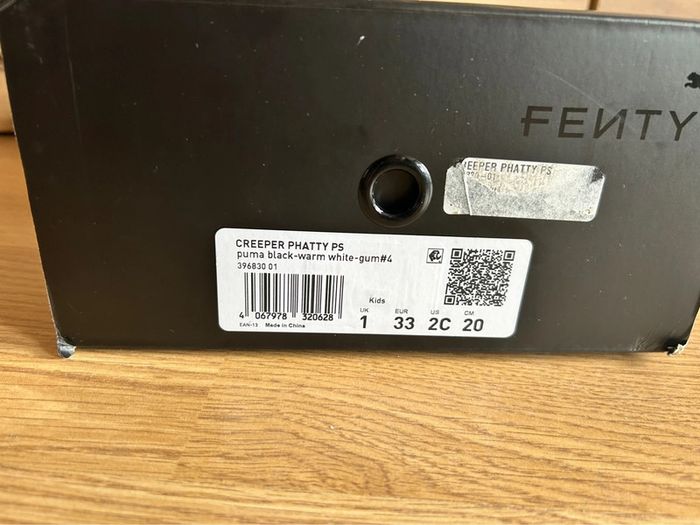 FENTY
EEPER PHATTY PS
CREEPER PHATTY PS
puma black-warm white-gum#4
396830 01
Kids
UK EUR US CM
1 33 2C 20
4 067978 320628
EAN-13 Made in China